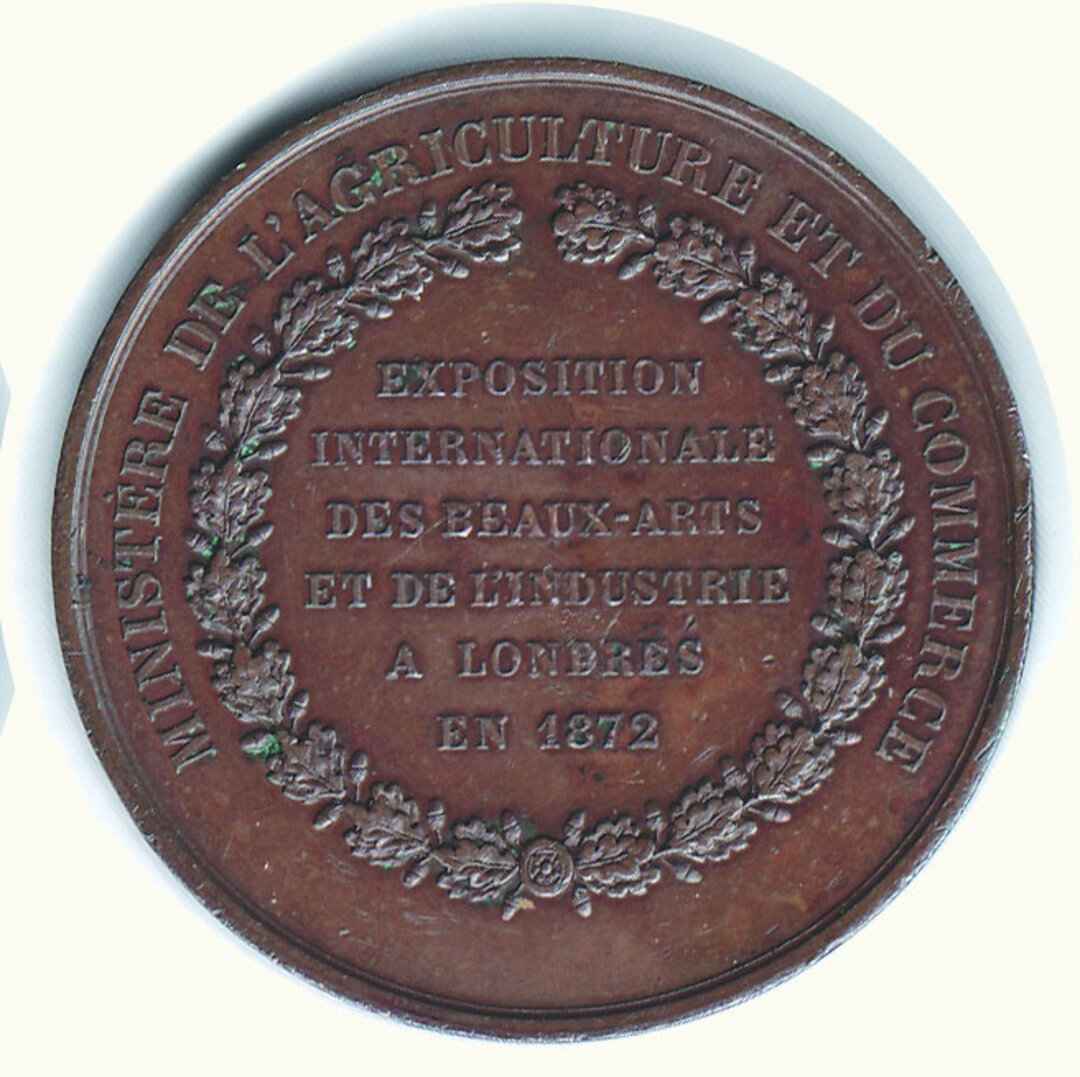 MINISTÈRE DE L'AGRICULTURE ET DU COMMERCE
EXPOSITION
INTERNATIONALE
DES BEAUX-ARTS
ET DE L'INDUSTRIE
A LONDRES
EN 1872